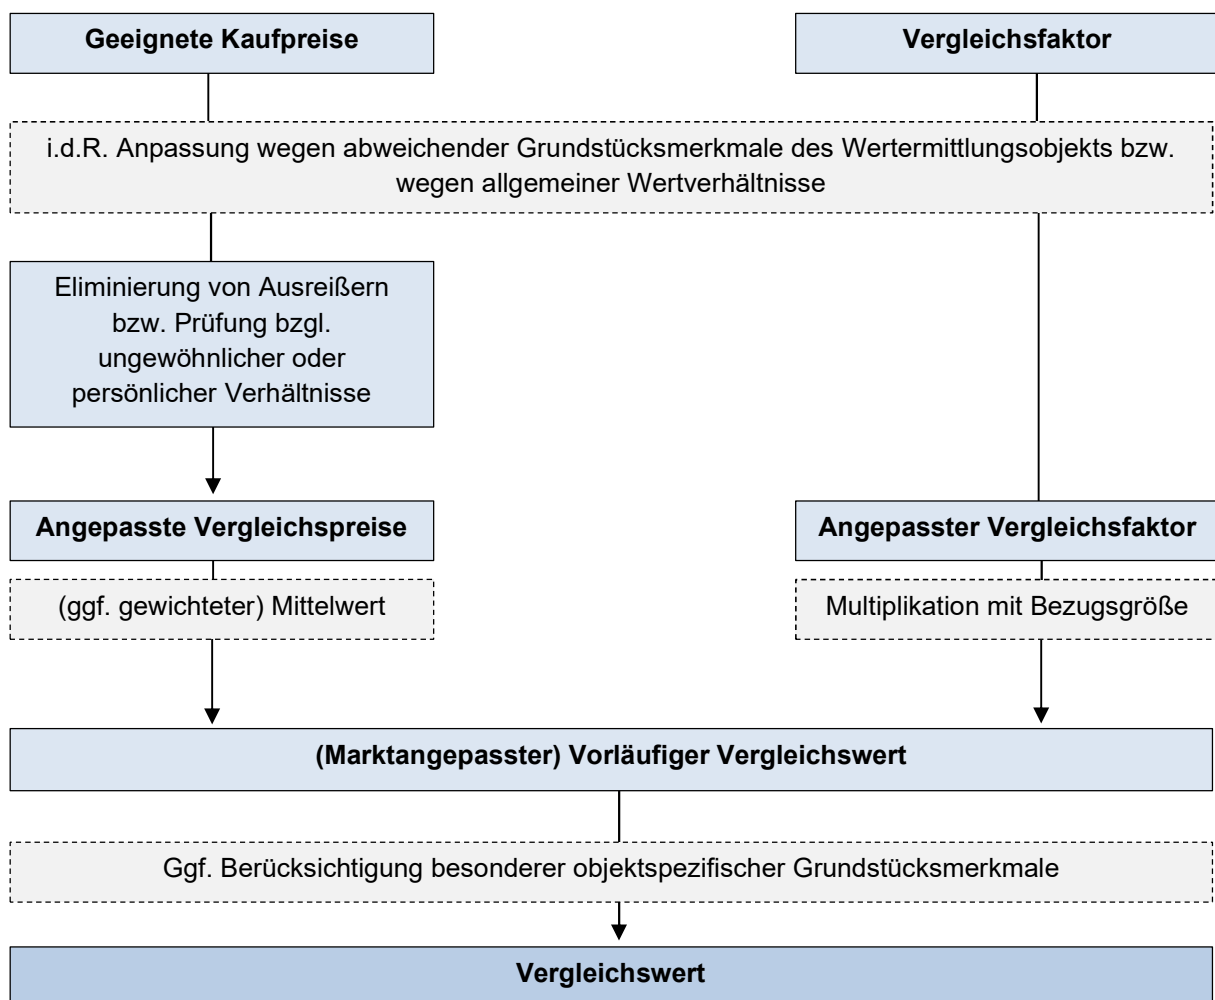 Geeignete Kaufpreise
Vergleichsfaktor
i.d.R. Anpassung wegen abweichender Grundstücksmerkmale des Wertermittlungsobjekts bzw.
wegen allgemeiner Wertverhältnisse
Eliminierung von Ausreißern
bzw. Prüfung bzgl.
ungewöhnlicher oder
persönlicher Verhältnisse
Angepasste Vergleichspreise
Angepasster Vergleichsfaktor
(ggf. gewichteter) Mittelwert
Multiplikation mit Bezugsgröße
(Marktangepasster) Vorläufiger Vergleichswert
Ggf. Berücksichtigung besonderer objektspezifischer Grundstücksmerkmale
Vergleichswert